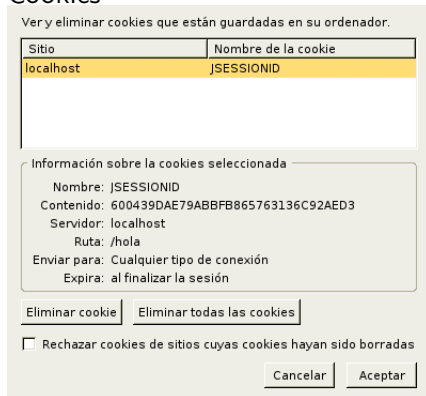 Cookies
Ver y eliminar cookies que están guardadas en su ordenador.
Sitio Nombre de la cookie
localhost JSESSIONID
Información sobre la cookies seleccionada
Nombre: JSESSIONID
Contenido: 600439DAE79ABBFB865763136C92AED3
Servidor: localhost
Ruta: /hola
Enviar para: Cualquier tipo de conexión
Expira: al finalizar la sesión
Eliminar cookie Eliminar todas las cookies
Rechazar cookies de sitios cuyas cookies hayan sido borradas
Cancelar Aceptar